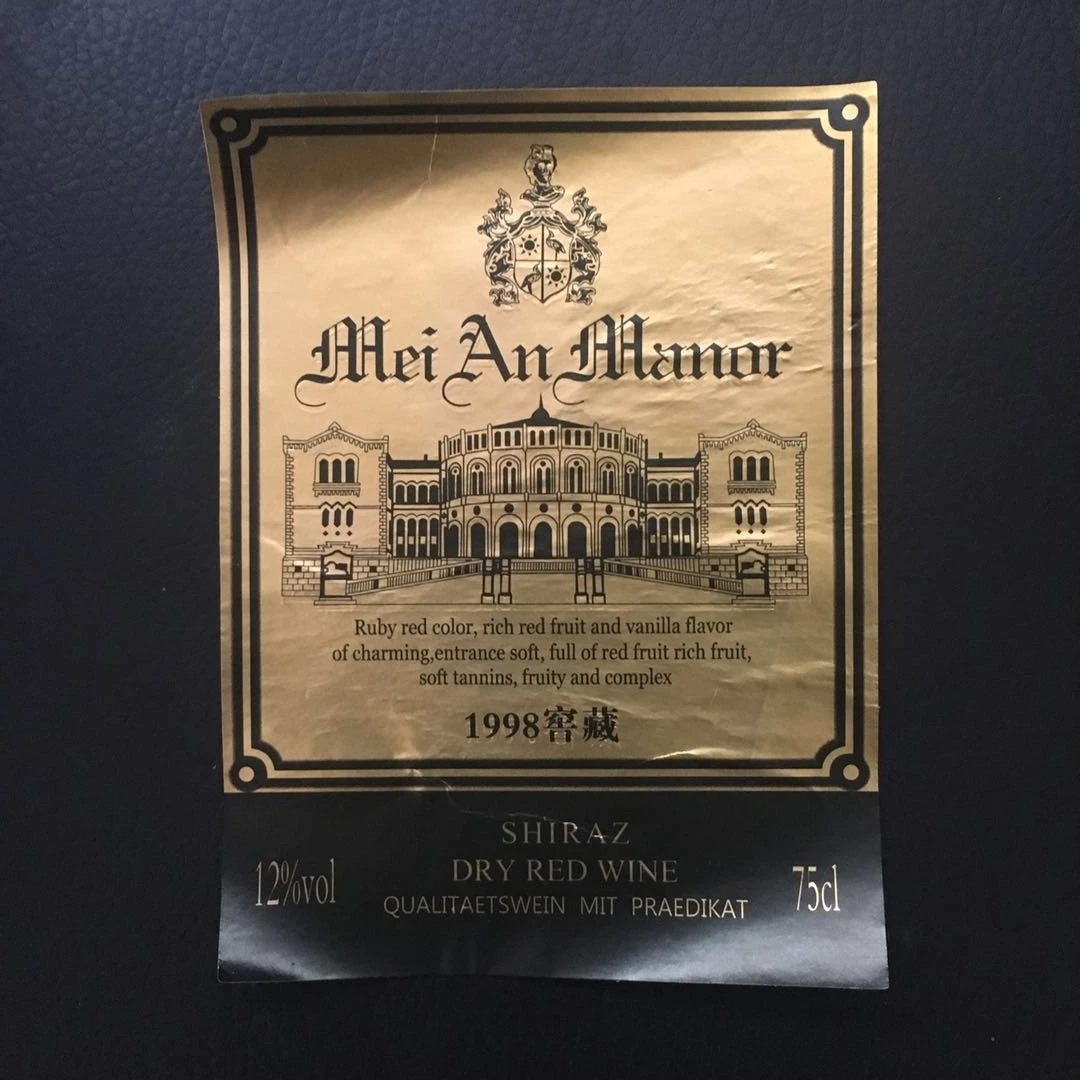 Mei An Manor
Ruby red color, rich red fruit and vanilla flavor
of charming,entrance soft, full of red fruit rich fruit,
soft tannins, fruity and complex
1998窖藏
SHIRAZ
12%vol DRY RED WINE 75cl
QUALITAETSWEIN MIT PRAEDIKAT